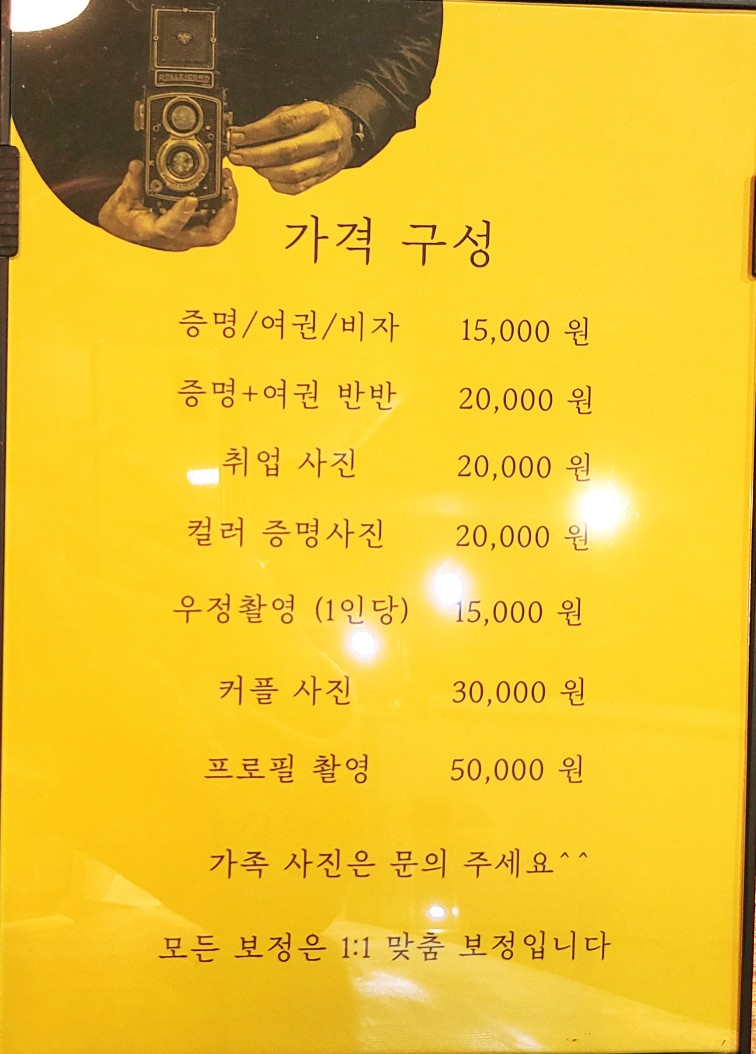 ROLLEICORD
가격 구성
증명/여권/비자 15,000 원
증명+여권 반반 20,000 원
취업 사진 20,000 원
컬러 증명사진 20,000 원
우정촬영 (1인당) 15,000 원
커플 사진 30,000 원
프로필 촬영 50,000 원
가족 사진은 문의 주세요^^
모든 보정은 1:1 맞춤 보정입니다